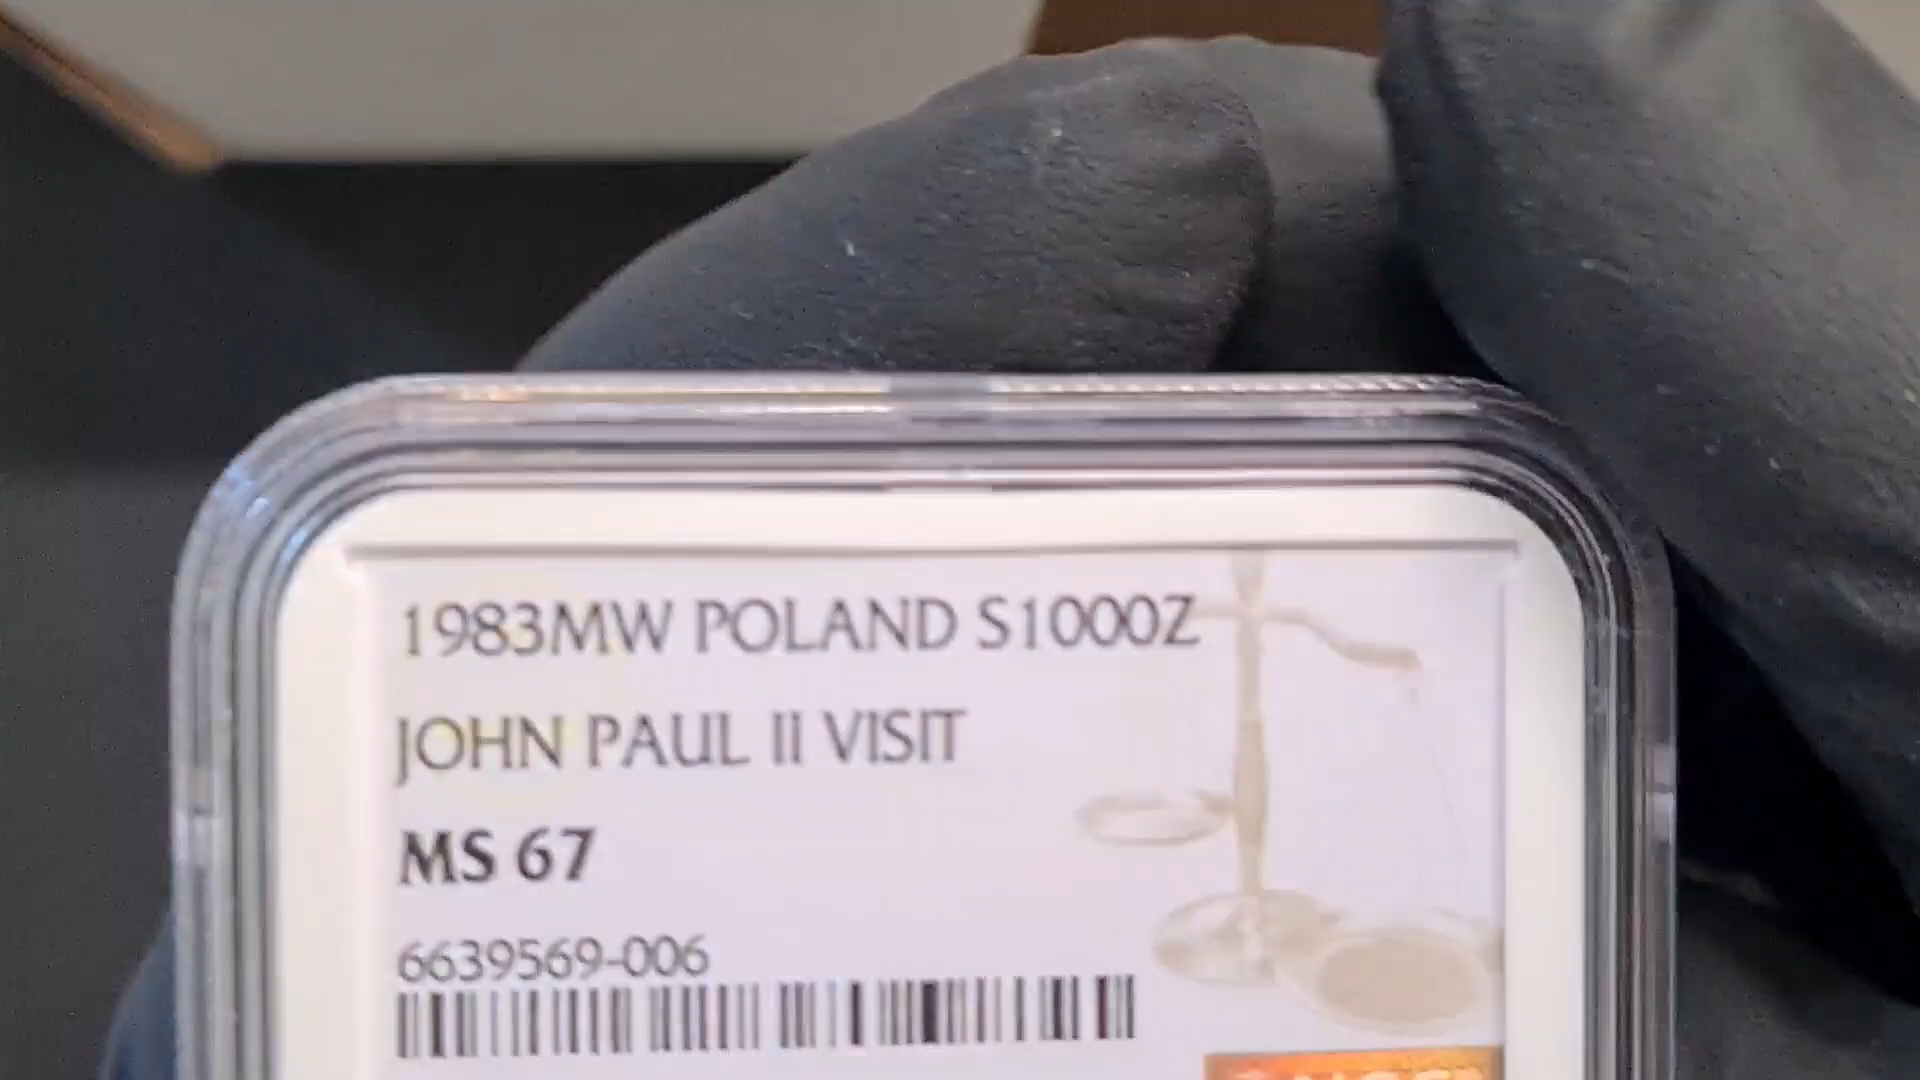 1983MW POLAND S1000Z
JOHN PAUL II VISIT
MS 67
6639569-006